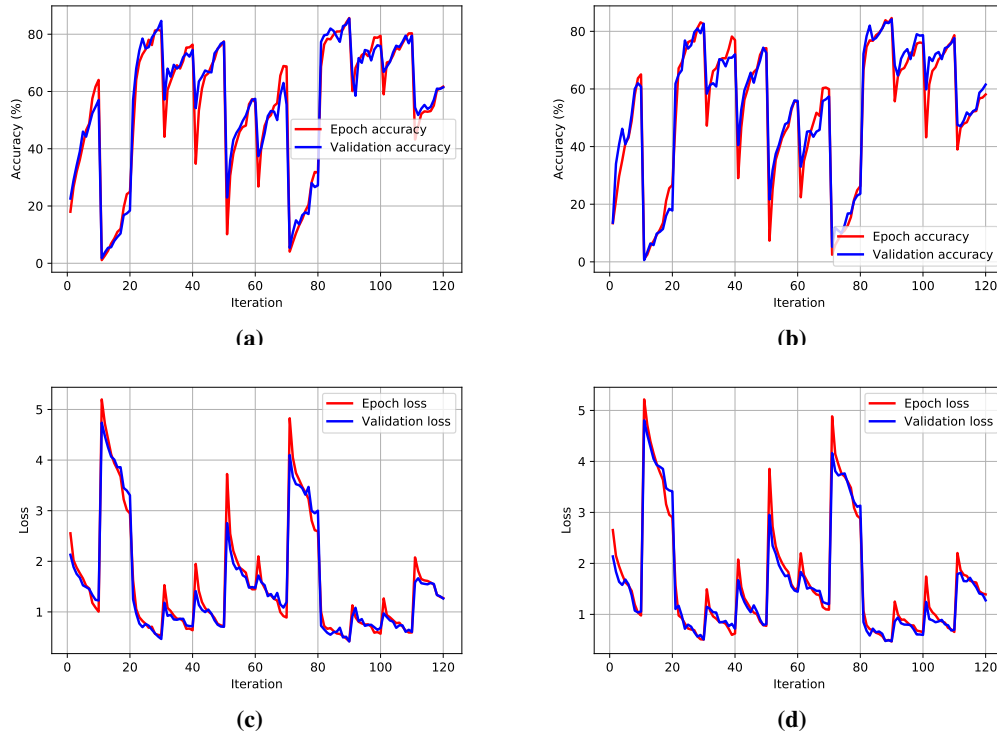 80
60
40
20
0
Accuracy (%)
Epoch accuracy
Validation accuracy
0 20 40 60 80 100 120
Iteration
(a)
80
60
40
20
0
Accuracy (%)
Epoch accuracy
Validation accuracy
0 20 40 60 80 100 120
Iteration
(b)
5
4
3
2
1
Loss
Epoch loss
Validation loss
0 20 40 60 80 100 120
Iteration
(c)
5
4
3
2
1
Loss
Epoch loss
Validation loss
0 20 40 60 80 100 120
Iteration
(d)